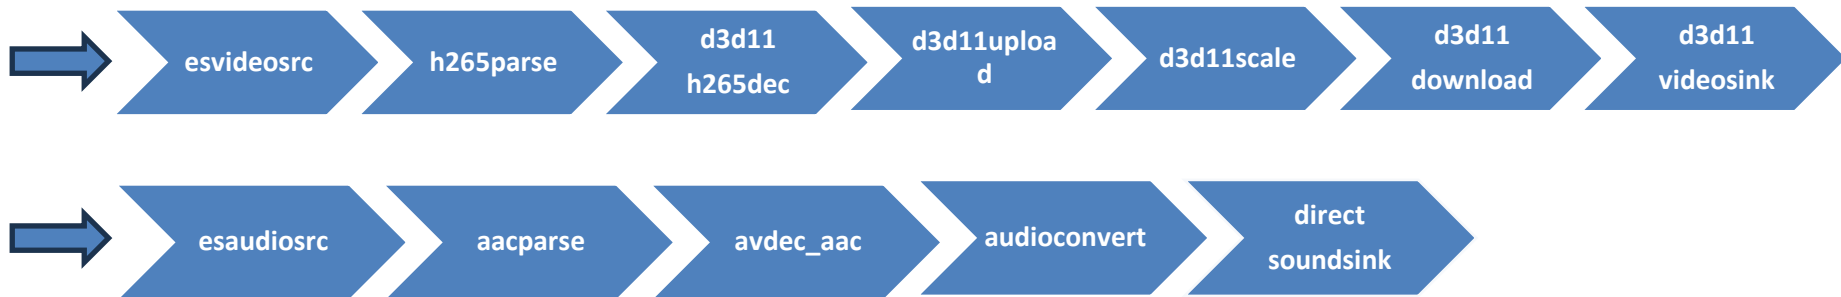 esvideosrc
h265parse
d3d11
h265dec
d3d11uploa
d
d3d11scale
d3d11
download
d3d11
videosink
esaudiosrc
aacparse
avdec_aac
audioconvert
direct
soundsink